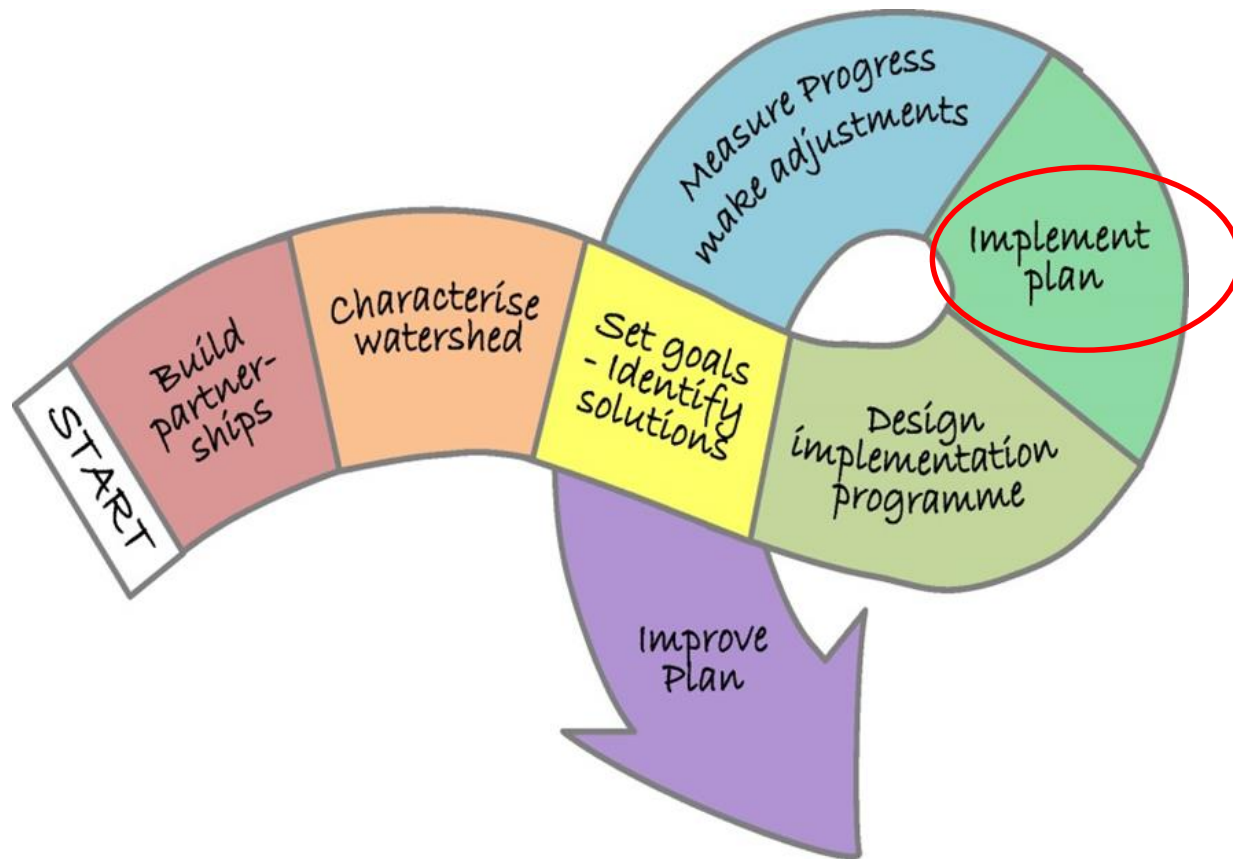 START
Build
partner-
ships
Characterise
watershed
Set goals
- Identify
solutions
Design
implementation
programme
Implement
plan
Measure Progress
make adjustments
Improve
Plan